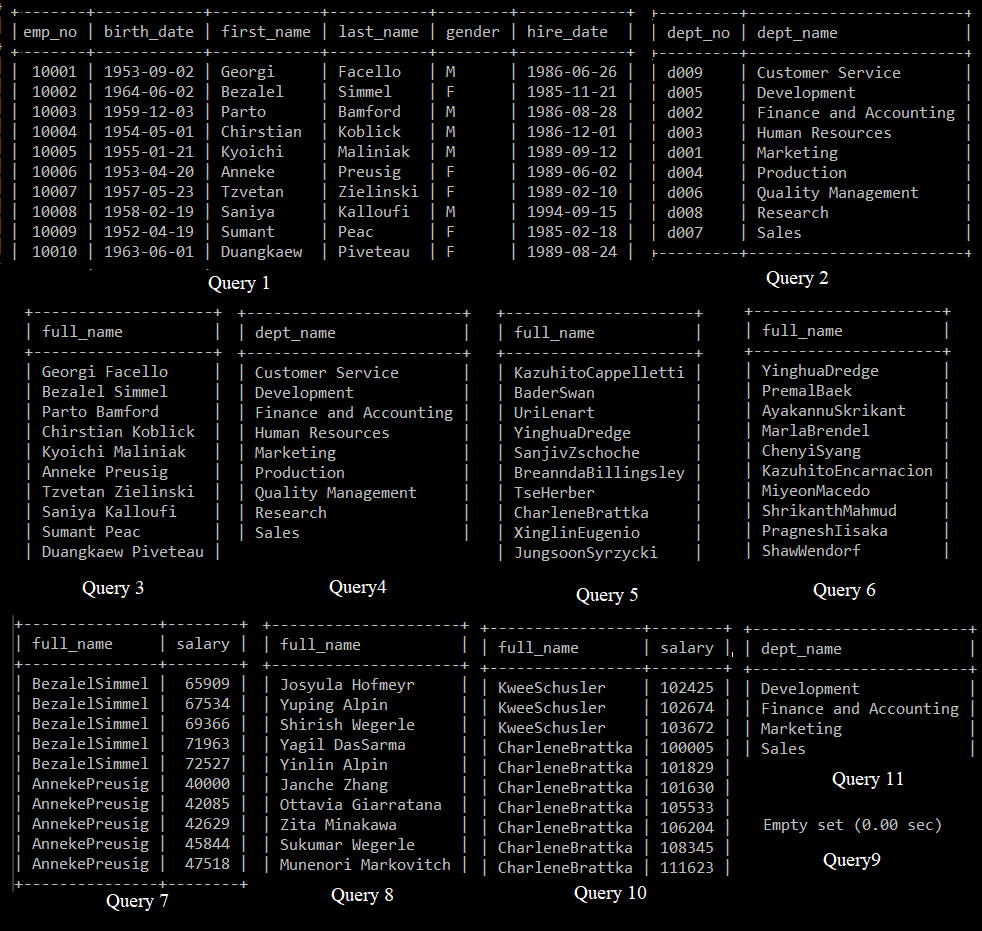 | emp_no | birth_date | first_name | last_name | gender | hire_date |
| 10001 | 1953-09-02 | Georgi | Facello | M | 1986-06-26 |
| 10002 | 1964-06-02 | Bezalel | Simmel | F | 1985-11-21 |
| 10003 | 1959-12-03 | Parto | Bamford | M | 1986-08-28 |
| 10004 | 1954-05-01 | Chirstian | Koblick | M | 1986-12-01 |
| 10005 | 1955-01-21 | Kyoichi | Maliniak | M | 1989-09-12 |
| 10006 | 1953-04-20 | Anneke | Preusig | F | 1989-06-02 |
| 10007 | 1957-05-23 | Tzvetan | Zielinski | F | 1989-02-10 |
| 10008 | 1958-02-19 | Saniya | Kalloufi | M | 1994-09-15 |
| 10009 | 1952-04-19 | Sumant | Peac | F | 1985-02-18 |
| 10010 | 1963-06-01 | Duangkaew | Piveteau | F | 1989-08-24 |
Query 1
| dept_no | dept_name |
| d009 | Customer Service |
| d005 | Development |
| d002 | Finance and Accounting |
| d003 | Human Resources |
| d001 | Marketing |
| d004 | Production |
| d006 | Quality Management |
| d008 | Research |
| d007 | Sales |
Query 2
| full_name |
| Georgi Facello |
| Bezalel Simmel |
| Parto Bamford |
| Chirstian Koblick |
| Kyoichi Maliniak |
| Anneke Preusig |
| Tzvetan Zielinski |
| Saniya Kalloufi |
| Sumant Peac |
| Duangkaew Piveteau |
Query 3
| dept_name |
| Customer Service |
| Development |
| Finance and Accounting |
| Human Resources |
| Marketing |
| Production |
| Quality Management |
| Research |
| Sales |
Query4
| full_name |
| KazuhitoCappelletti |
| BaderSwan |
| UriLenart |
| YinghuaDredge |
| SanjivZschoche |
| BreanndaBillingsley |
| TseHerber |
| CharleneBrattka |
| XinglinEugenio |
| JungsoonSyrzycki |
Query 5
| full_name |
| YinghuaDredge |
| PremalBaek |
| AyakannuSkrikant |
| MarlaBrendel |
| ChenyiSyang |
| KazuhitoEncarnacion |
| MiyeonMacedo |
| ShrikanthMahmud |
| PragneshIisaka |
| ShawWendorf |
Query 6
| full_name | salary |
| BezalelSimmel | 65909 |
| BezalelSimmel | 67534 |
| BezalelSimmel | 69366 |
| BezalelSimmel | 71963 |
| BezalelSimmel | 72527 |
| AnnekePreusig | 40000 |
| AnnekePreusig | 42085 |
| AnnekePreusig | 42629 |
| AnnekePreusig | 45844 |
| AnnekePreusig | 47518 |
Query 7
| full_name |
| Josyula Hofmeyr |
| Yuping Alpin |
| Shirish Wegerle |
| Yagil DasSarma |
| Yinlin Alpin |
| Janche Zhang |
| Ottavia Giarratana |
| Zita Minakawa |
| Sukumar Wegerle |
| Munenori Markovitch |
Query 8
| full_name | salary |
| KweeSchusler | 102425 |
| KweeSchusler | 102674 |
| KweeSchusler | 103672 |
| CharleneBrattka | 100005 |
| CharleneBrattka | 101829 |
| CharleneBrattka | 101630 |
| CharleneBrattka | 105533 |
| CharleneBrattka | 106204 |
| CharleneBrattka | 108345 |
| CharleneBrattka | 111623 |
Query 10
| dept_name |
| Development |
| Finance and Accounting |
| Marketing |
| Sales |
Query 11
Empty set (0.00 sec)
Query9